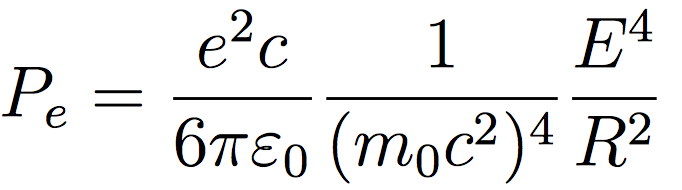 P_e = \frac{e^2 c}{6\pi\varepsilon_0} \frac{1}{(m_0 c^2)^4} \frac{E^4}{R^2}